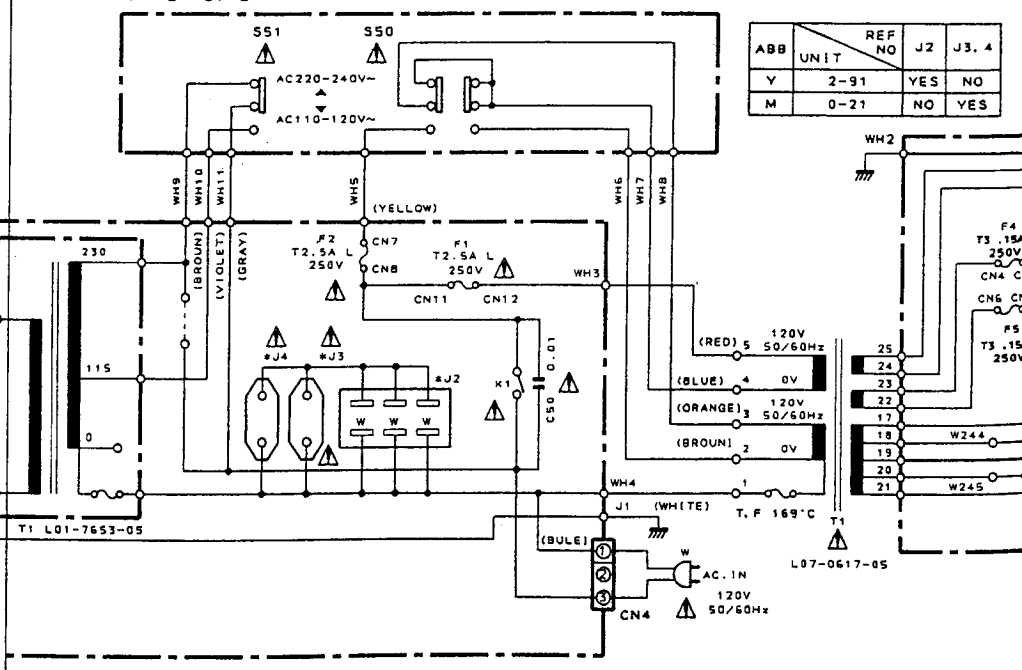 S51
S50
AC220-240V~
AC110-120V~
ABB
UNIT
REF
NO
J2
J3, 4
Y
2-91
YES
NO
M
0-21
NO
YES
WH2
WH9
WH10
WH11
WH5
WH6
WH7
WH8
(YELLOW)
(BROUN)
(VIOLET)
(GRAY)
230
115
0
T1 L01-7653-05
F2
T2.5A L
250V
CN7
CN8
F1
T2.5A L
250V
CN11
CN12
WH3
*J4
*J3
*J2
W
W
W
K1
C50 0.01
F4
T3 .15A
250V
CN4 C
CN6 CN
F5
T3 .15
250V
(RED) 5
120V
50/60Hz
(BLUE) 4
0V
(ORANGE) 3
120V
50/60Hz
(BROUN) 2
0V
WH4
J1
(WHITE)
1
T.F 169°C
25
24
23
22
17
18
19
20
21
W244
W245
T1
L07-0617-05
(BULE)
1
2
3
CN4
W
AC.IN
120V
50/60Hz